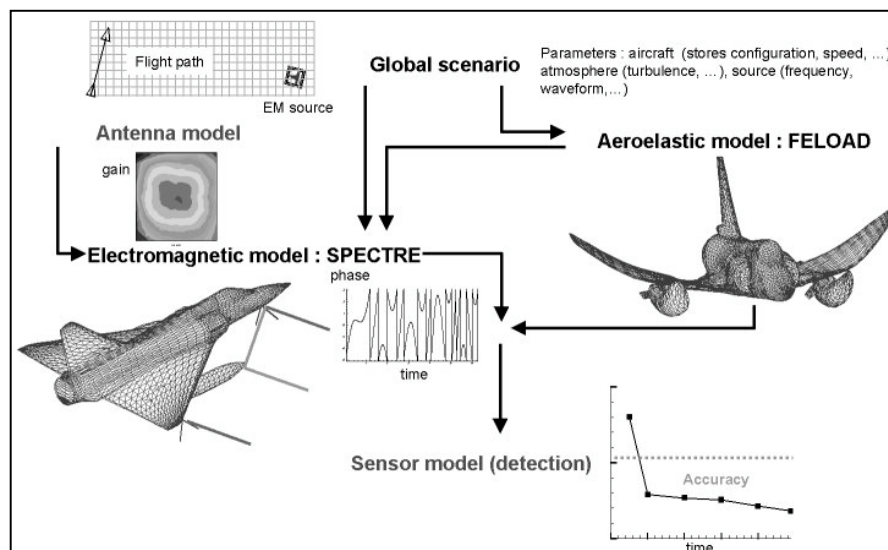 Flight path
EM source
Global scenario
Parameters : aircraft (stores configuration, speed, ...)
atmosphere (turbulence, ...), source (frequency,
waveform,...)
Antenna model
gain
Aeroelastic model : FELOAD
Electromagnetic model : SPECTRE
phase
time
Sensor model (detection)
Accuracy
time